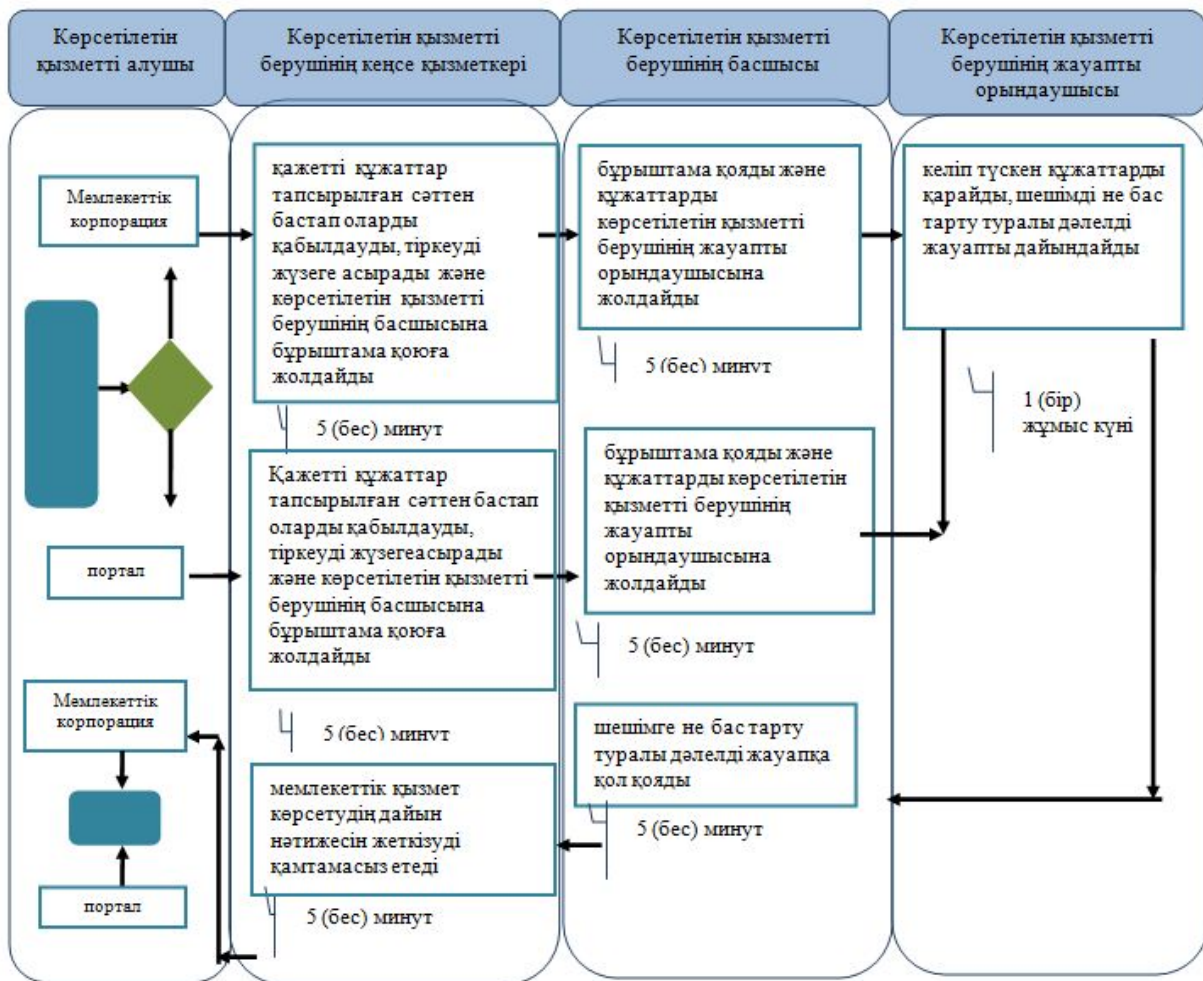 Көрсетілетін
қызметті алушы
Көрсетілетін қызметті
берушінің кеңсе қызметкері
Көрсетілетін қызметті
берушінің басшысы
Көрсетілетін қызметті
берушінің жауапты
орындаушысы
Мемлекеттік
корпорация
қажетті құжаттар
тапсырылған сәттен
бастап оларды
қабылдауды, тіркеуді
жүзеге асырады және
көрсетілетін қызметті
берушінің басшысына
бұрыштама қоюға
жолдайды
5 (бес) минут
бұрыштама қояды және
құжаттарды
көрсетілетін қызметті
берушінің жауапты
орындаушысына
жолдайды
5 (бес) минут
келіп түскен құжаттарды
қарайды, шешімді не бас
тарту туралы дәлелді
жауапты дайындайды
1 (бір)
жұмыс күні
портал
Қажетті құжаттар
тапсырылған сәттен бастап
оларды қабылдауды,
тіркеуді жүзегеасырады
және көрсетілетін қызметті
берушінің басшысына
бұрыштама қоюға
жолдайды
5 (бес) минут
бұрыштама қояды және
құжаттарды көрсетілетін
қызметті берушінің
жауапты
орындаушысына
жолдайды
5 (бес) минут
шешімге не бас тарту
туралы дәлелді жауапқа
қол қояды
5 (бес) минут
мемлекеттік қызмет
көрсетудің дайын
нәтижесін жеткізуді
қамтамасыз етеді
5 (бес) минут
Мемлекеттік
корпорация
портал